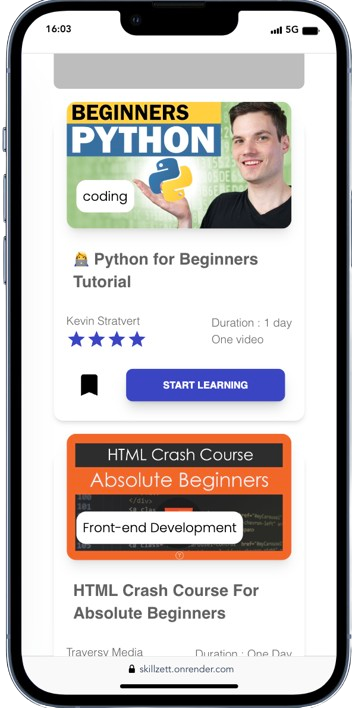 16:03
5G
BEGINNERS
PYTHON
coding
Python for Beginners
Tutorial
Kevin Stratvert
Duration : 1 day
One video
START LEARNING
HTML Crash Course
Absolute Beginners
Front-end Development
HTML Crash Course For
Absolute Beginners
Traversy Media
Duration : One Day
skillzett.onrender.com